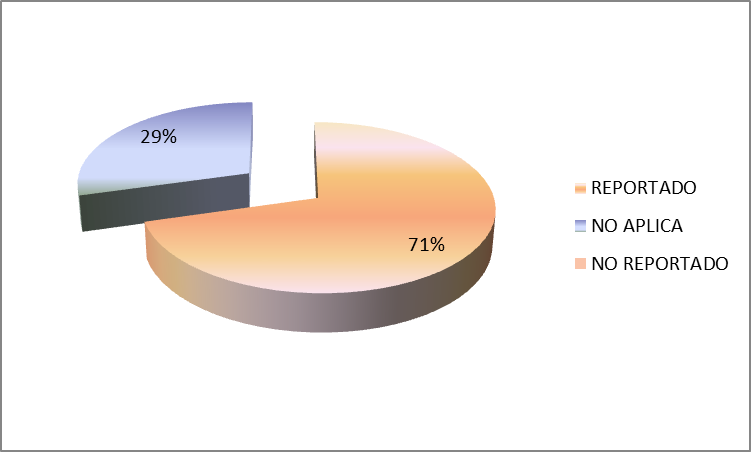 29%
71%
REPORTADO
NO APLICA
NO REPORTADO